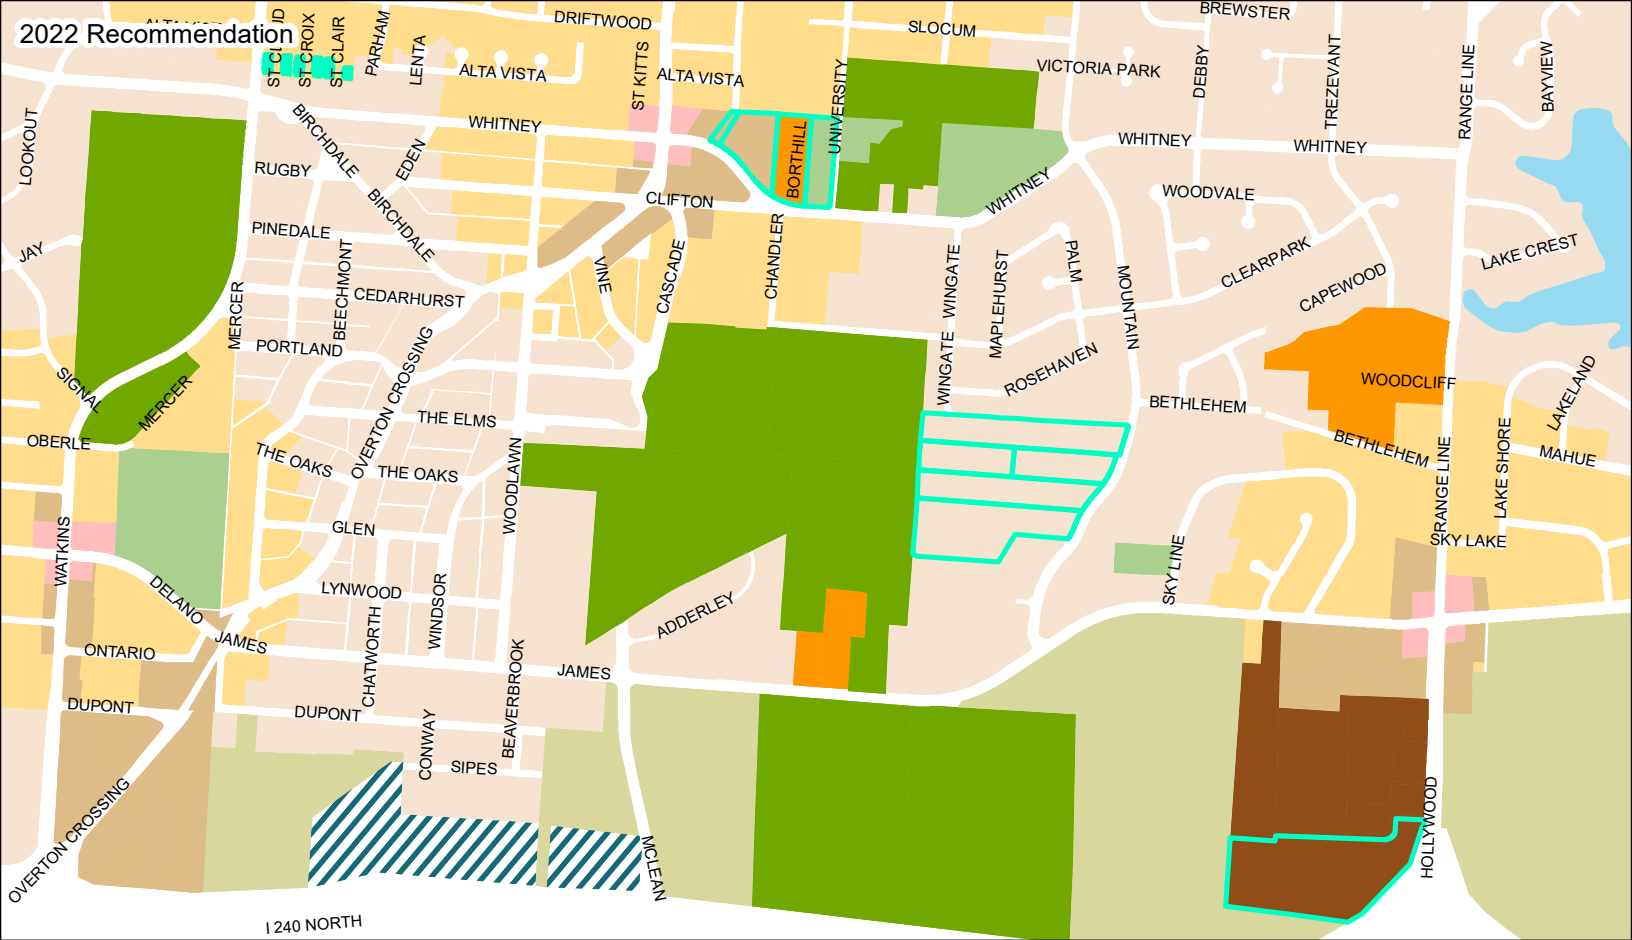 2022 Recommendation
ALTA VISTA
ST CLOUD
ST CROIX
ST CLAIR
PARHAM
LENTA
ALTA VISTA
DRIFTWOOD
ST KITTS
ALTA VISTA
UNIVERSITY
SLOCUM
VICTORIA PARK
BREWSTER
DEBBY
TREZEVANT
RANGE LINE
BAYVIEW
LOOKOUT
BIRCHDALE
WHITNEY
EDEN
RUGBY
BIRCHDALE
CLIFTON
BORTHILL
WHITNEY
WHITNEY
WHITNEY
WOODVALE
JAY
PINEDALE
BEECHMONT
VINE
CASCADE
CHANDLER
WINGATE
MAPLEHURST
PALM
MOUNTAIN
CLEARPARK
CAPEWOOD
LAKE CREST
MERCER
CEDARHURST
PORTLAND
OVERTON CROSSING
WINGATE
ROSEHAVEN
WOODCLIFF
LAKELAND
SIGNAL
MERCER
THE ELMS
BETHLEHEM
BETHLEHEM
OBERLE
THE OAKS
THE OAKS
WOODLAWN
RANGE LINE
LAKE SHORE
MAHUE
WATKINS
GLEN
SKY LINE
SKY LAKE
DELANO
LYNWOOD
WINDSOR
CHATWORTH
ADDERLEY
ONTARIO
JAMES
BEAVERBROOK
JAMES
DUPONT
DUPONT
CONWAY
SIPES
OVERTON CROSSING
MCLEAN
HOLLYWOOD
I 240 NORTH